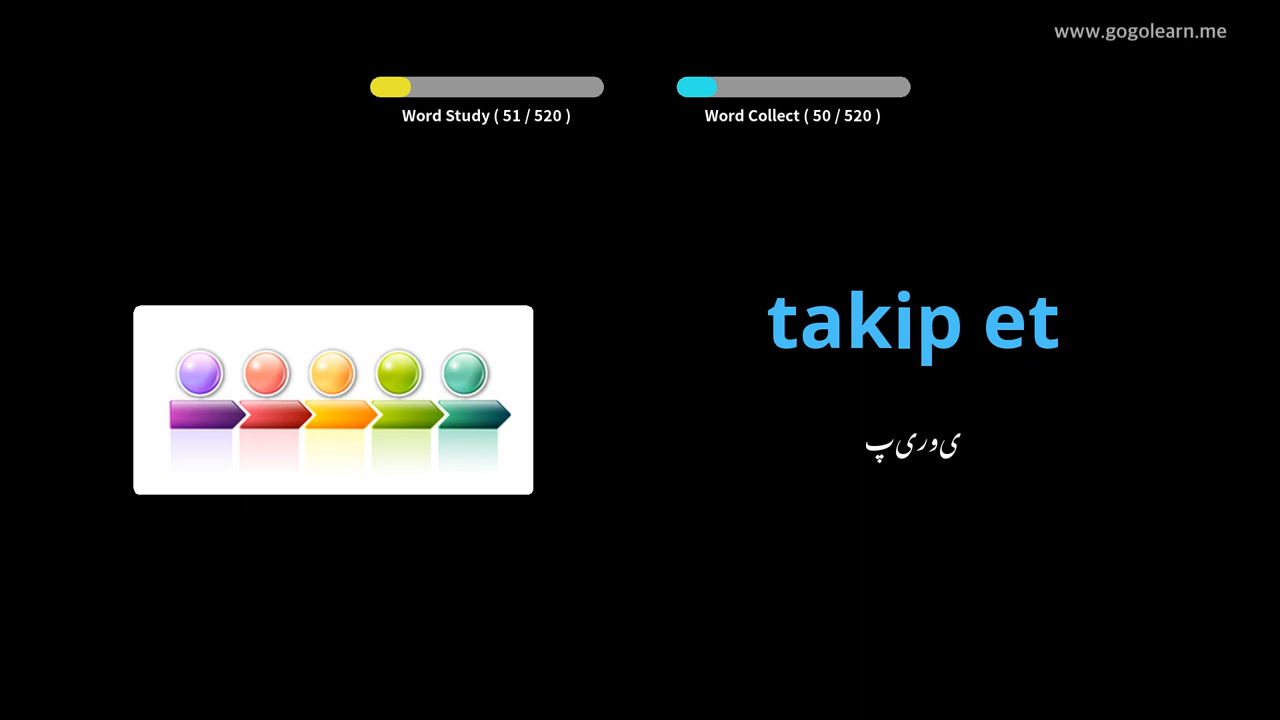 www.gogolearn.me
Word Study ( 51 / 520 )
Word Collect ( 50 / 520 )
takip et
پیروی